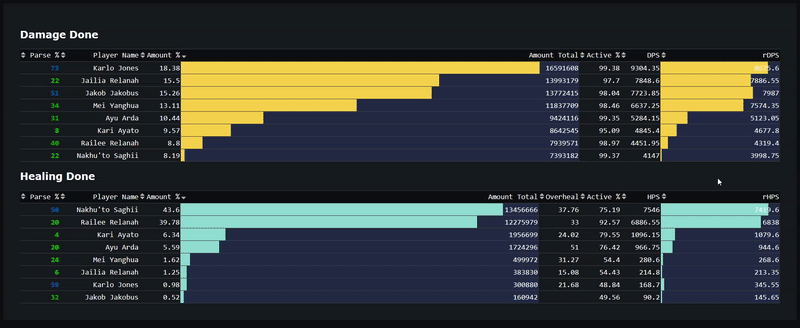 Damage Done
Parse % Player Name Amount % Amount Total Active % DPS rDPS
75 Karlo Jones 18.38 16591608 99.38 9304.35
22 Jailia Relanah 15.5 13993179 97.7 7848.6 7886.55
51 Jakob Jakobus 15.26 13772415 98.04 7723.85 7987
34 Mei Yanghua 13.11 11837709 98.46 6637.25 7574.35
31 Ayu Arda 10.44 9424116 99.35 5284.15 5123.05
8 Kari Ayato 9.57 8642545 95.09 4845.4 4677.8
40 Railee Relanah 8.8 7939571 98.97 4451.95 4319.4
22 Nakhu'to Saghii 8.19 7393182 99.37 4147 3998.75
Healing Done
Parse % Player Name Amount % Amount Total Overheal Active % HPS rHPS
Nakhu'to Saghii 43.6 13456666 37.76 75.19 7546
20 Railee Relanah 39.78 12275979 33 92.57 6886.55 6838
4 Kari Ayato 6.34 1956699 24.02 79.55 1096.15 1079.6
20 Ayu Arda 5.59 1724296 51 76.42 966.75 944.6
24 Mei Yanghua 1.62 499972 31.27 54.4 280.6 268.6
6 Jailia Relanah 1.25 383830 15.08 54.43 214.8 213.35
59 Karlo Jones 0.98 300880 21.68 48.84 168.7 345.55
32 Jakob Jakobus 0.52 160942 49.56 90.2 145.65